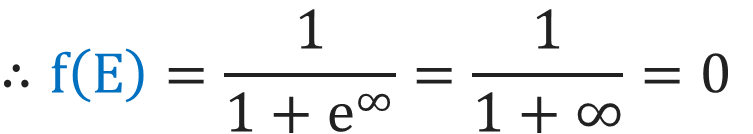 ∴ f(E) = 1 / (1 + e^∞) = 1 / (1 + ∞) = 0